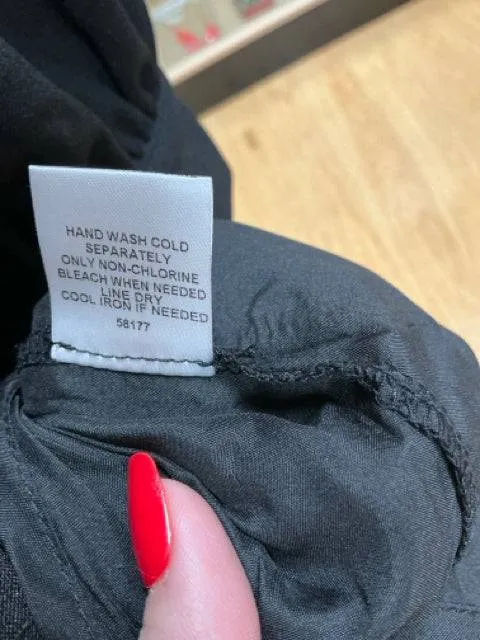 HAND WASH COLD
SEPARATELY
ONLY NON-CHLORINE
BLEACH WHEN NEEDED
LINE DRY
COOL IRON IF NEEDED
58177